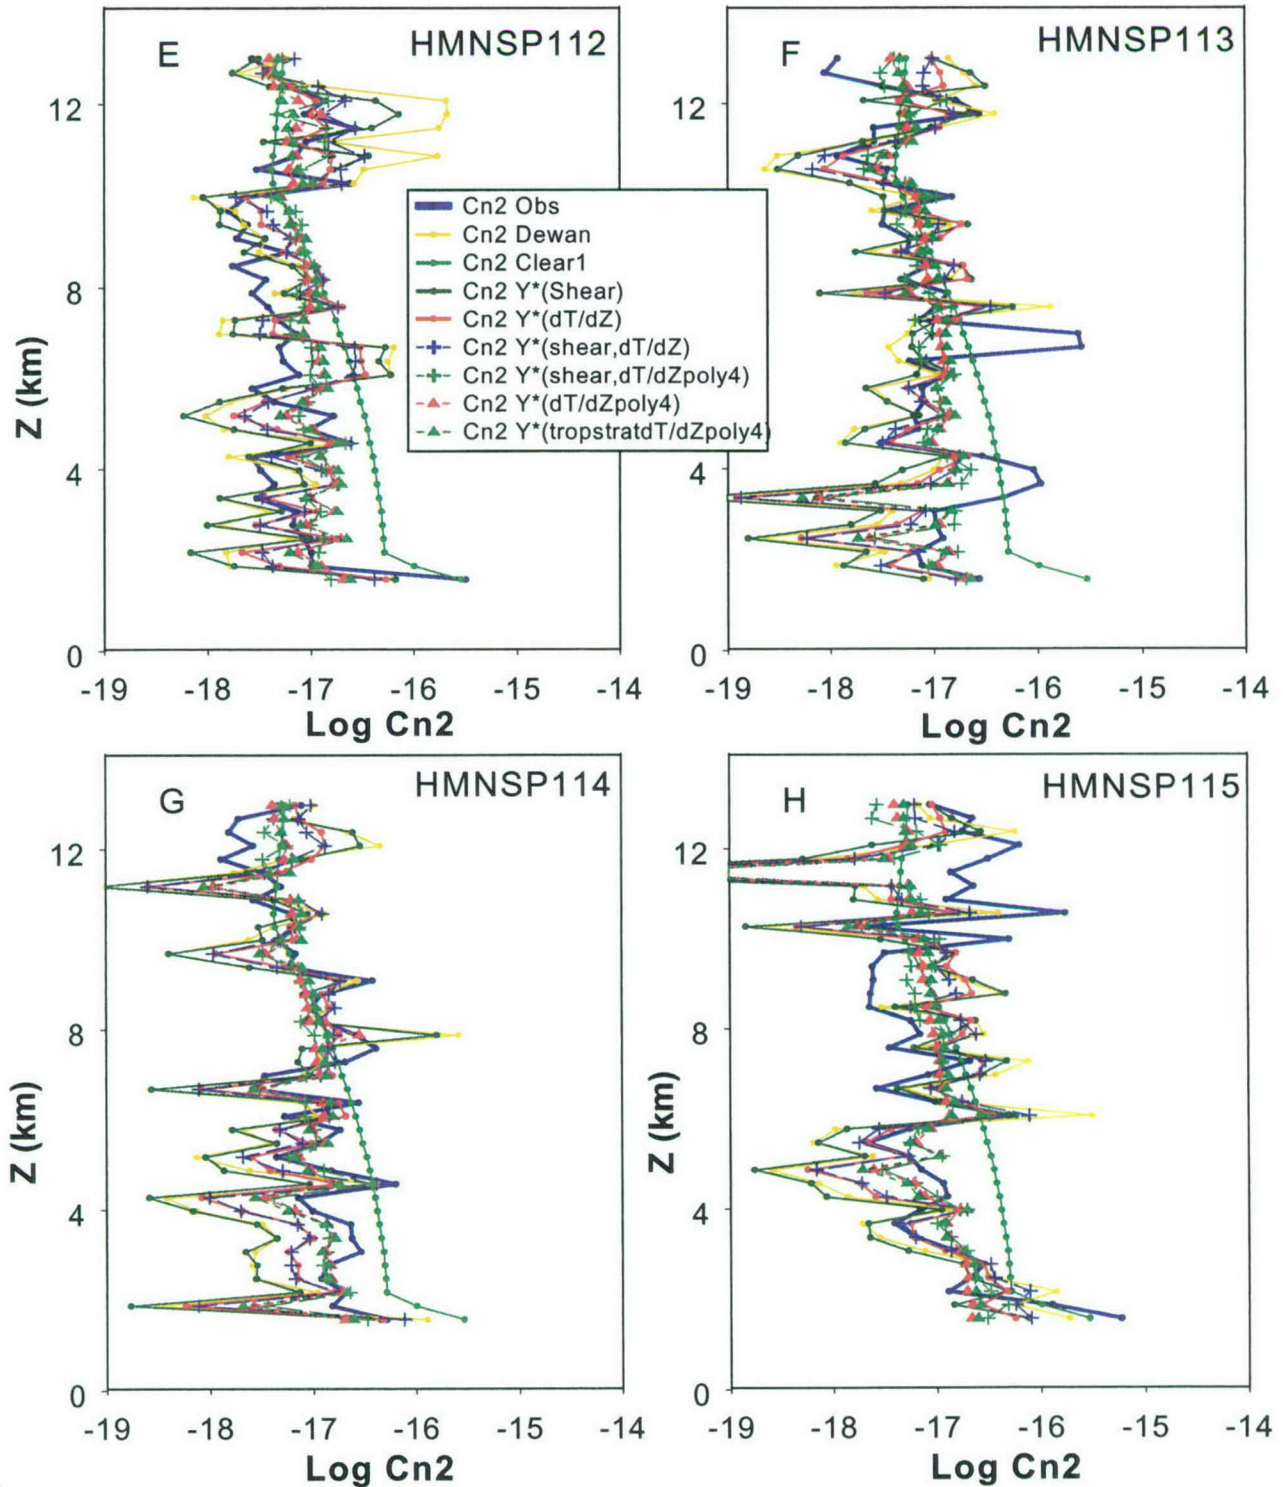 E
HMNSP112
F
HMNSP113
12
8
4
0
Z (km)
-19 -18 -17 -16 -15 -14
Log Cn2
12
4
0
-19 -18 -17 -16 -15 -14
Log Cn2
Cn2 Obs
Cn2 Dewan
Cn2 Clear1
Cn2 Y*(Shear)
Cn2 Y*(dT/dZ)
Cn2 Y*(shear,dT/dZ)
Cn2 Y*(shear,dT/dZpoly4)
Cn2 Y*(dT/dZpoly4)
Cn2 Y*(tropstratdT/dZpoly4)
G
HMNSP114
12
8
4
0
Z (km)
-19 -18 -17 -16 -15 -14
Log Cn2
H
HMNSP115
12
8
4
0
Z (km)
-19 -18 -17 -16 -15 -14
Log Cn2